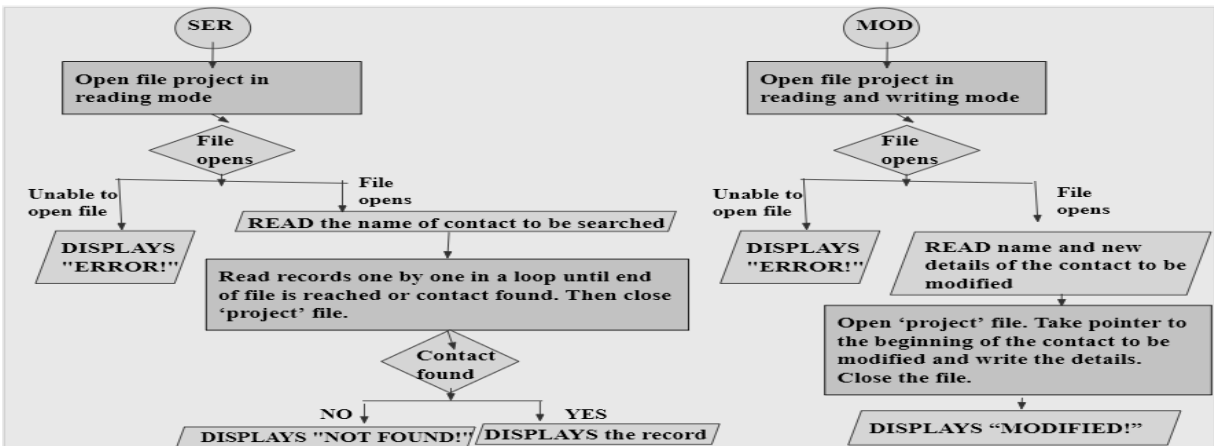 SER
Open file project in
reading mode
File
opens
Unable to
open file
File
opens
DISPLAYS
"ERROR!"
READ the name of contact to be searched
Read records one by one in a loop until end
of file is reached or contact found. Then close
‘project’ file.
Contact
found
NO
YES
DISPLAYS "NOT FOUND!"
DISPLAYS the record
MOD
Open file project in
reading and writing mode
File
opens
Unable to
open file
File
opens
DISPLAYS
"ERROR!"
READ name and new
details of the contact to be
modified
Open ‘project’ file. Take pointer to
the beginning of the contact to be
modified and write the details.
Close the file.
DISPLAYS “MODIFIED!”